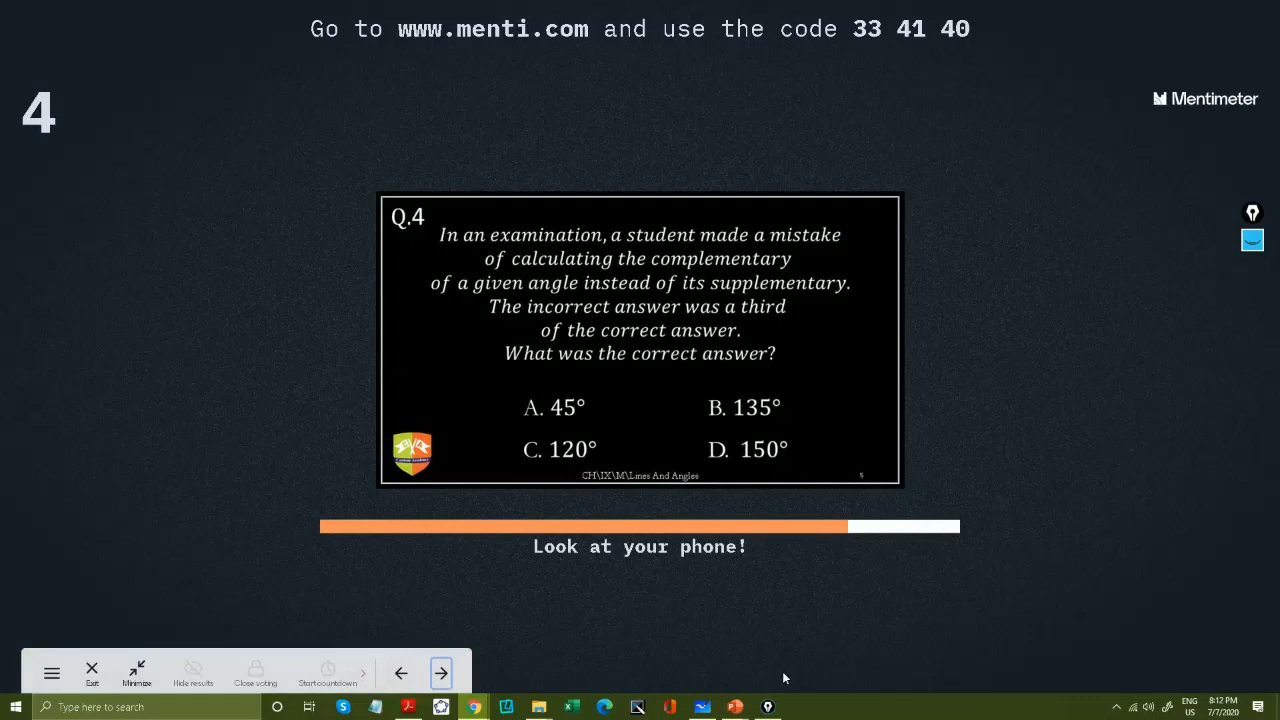 Go to www.menti.com and use the code 33 41 40
4
Mentimeter
Q.4
In an examination, a student made a mistake
of calculating the complementary
of a given angle instead of its supplementary.
The incorrect answer was a third
of the correct answer.
What was the correct answer?
A. 45° B. 135°
C. 120° D. 150°
CH\IX\M\Lines And Angles 5
Look at your phone!
Exit Minimize Hide results Close voting Start countdown
Type here to search
ENG 8:12 PM
US 7/7/2020